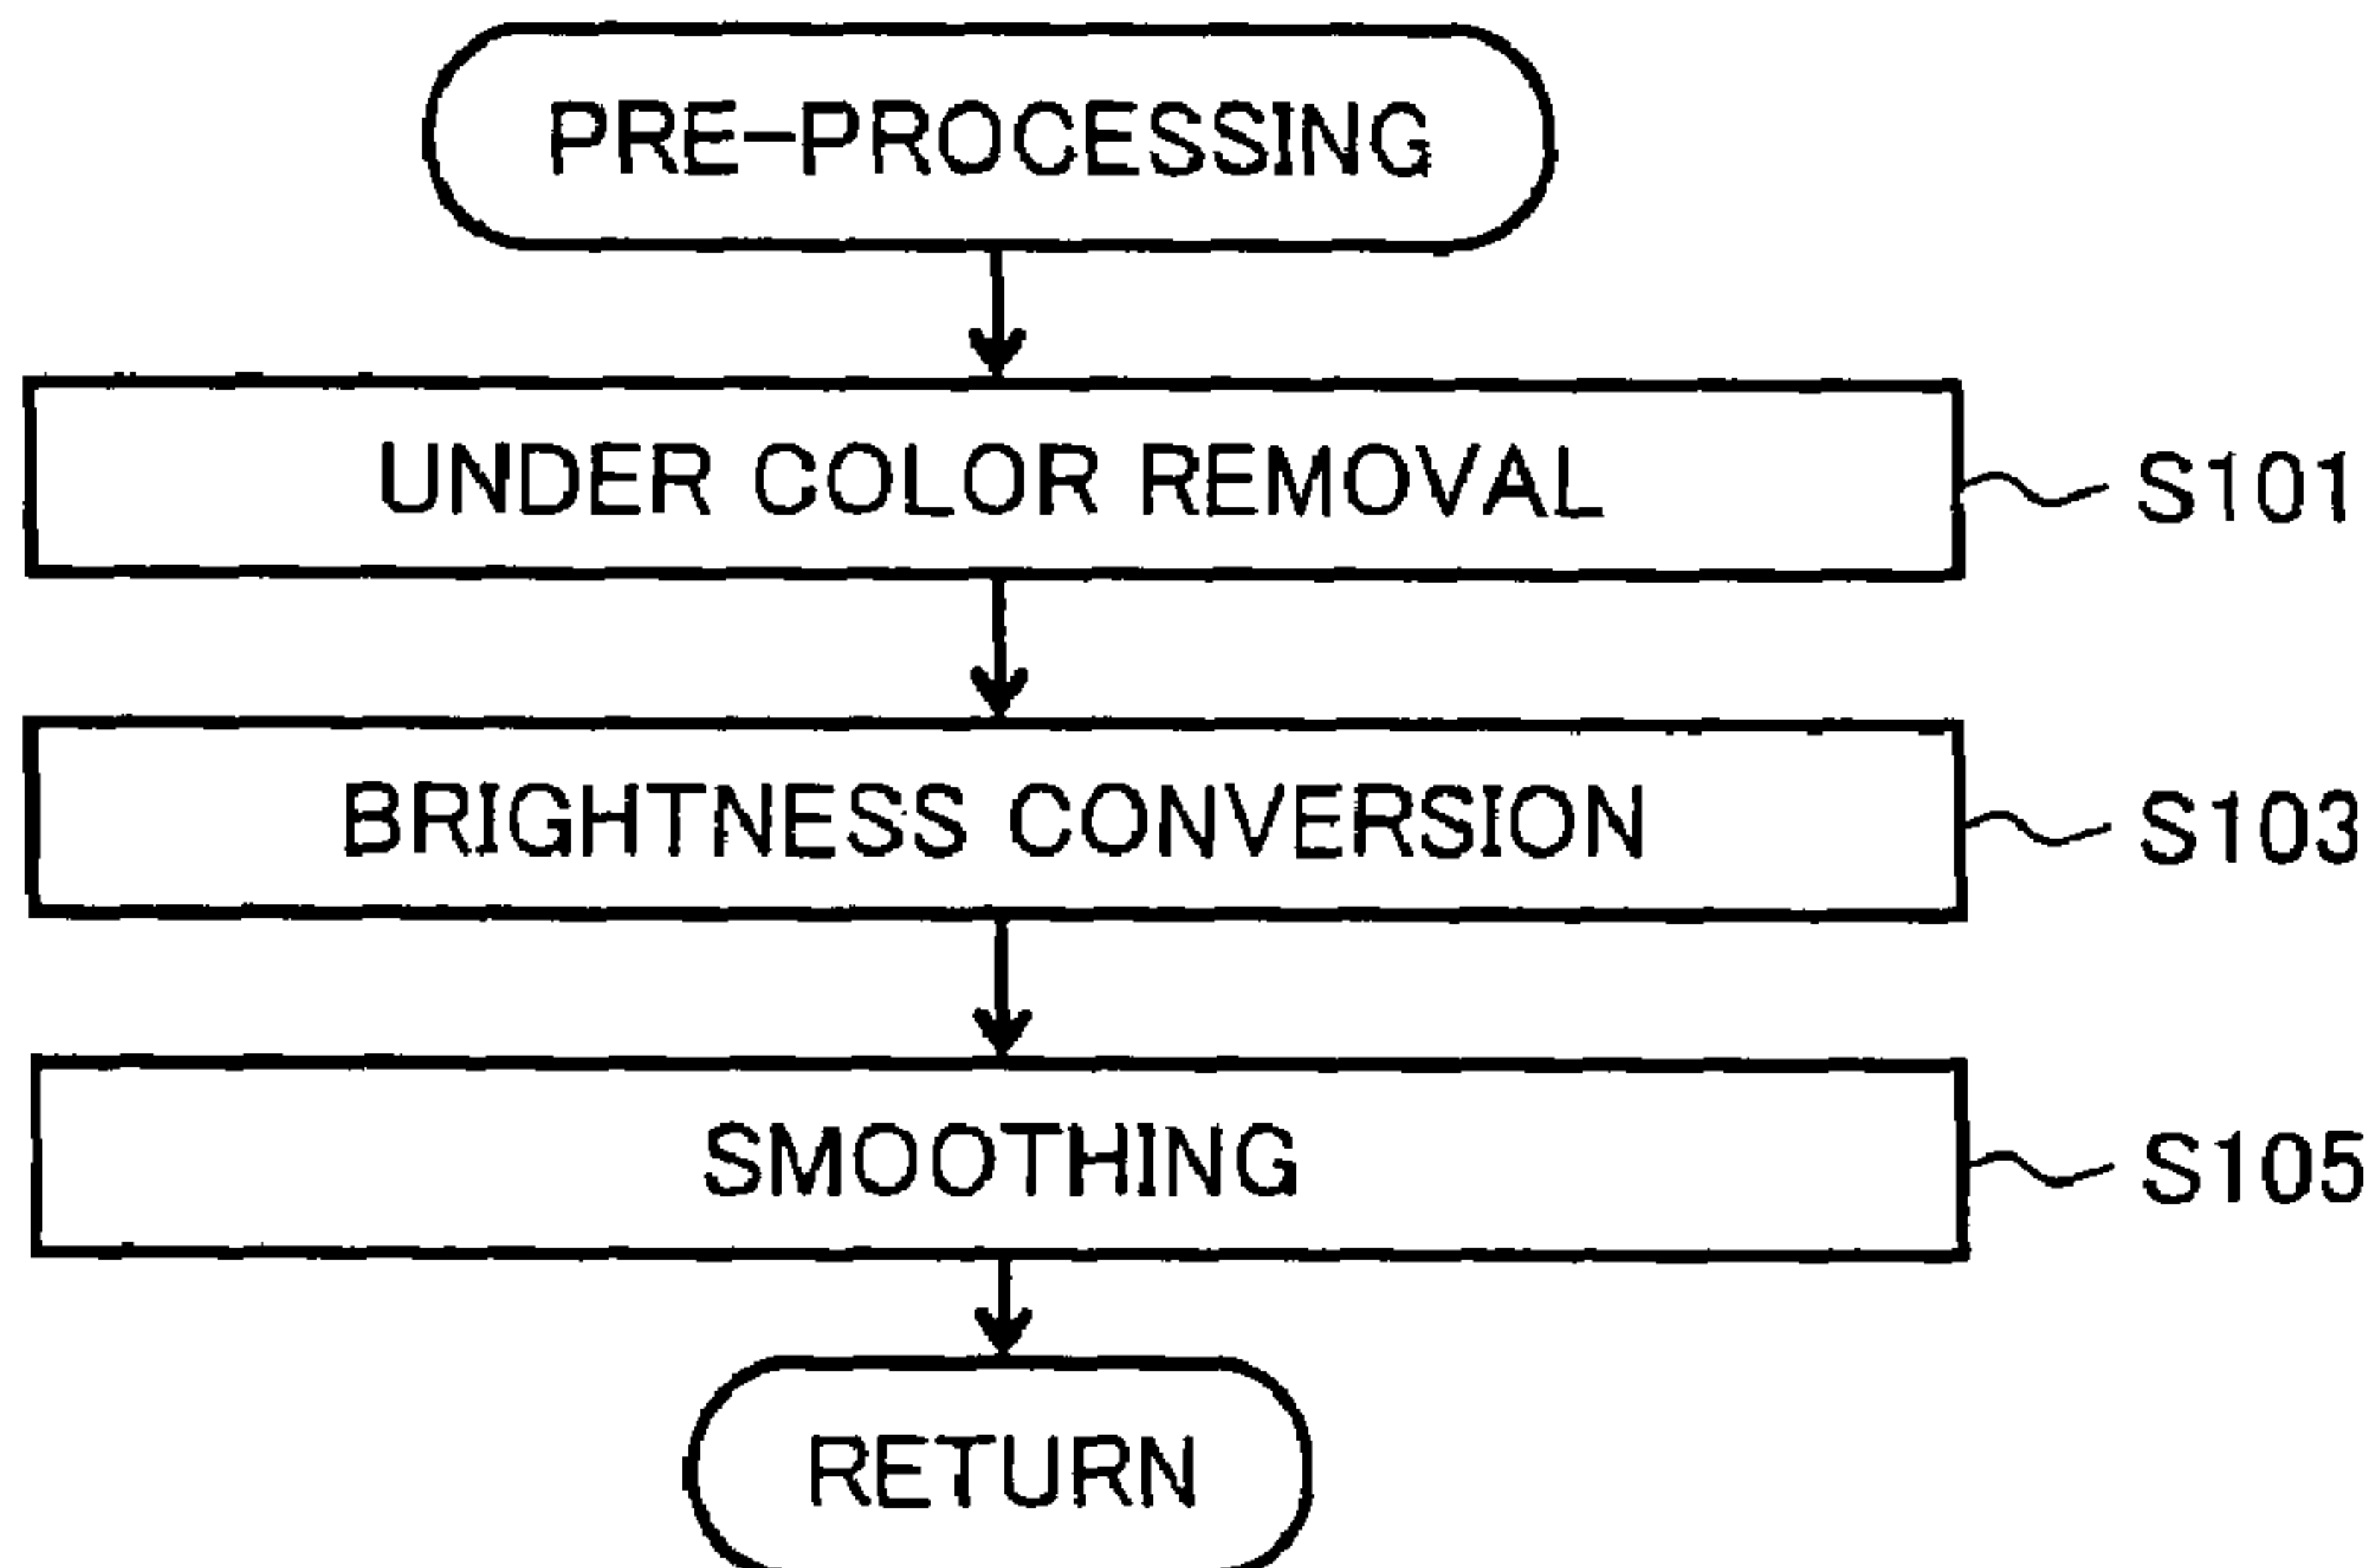 PRE-PROCESSING
UNDER COLOR REMOVAL
S101
BRIGHTNESS CONVERSION
S103
SMOOTHING
S105
RETURN